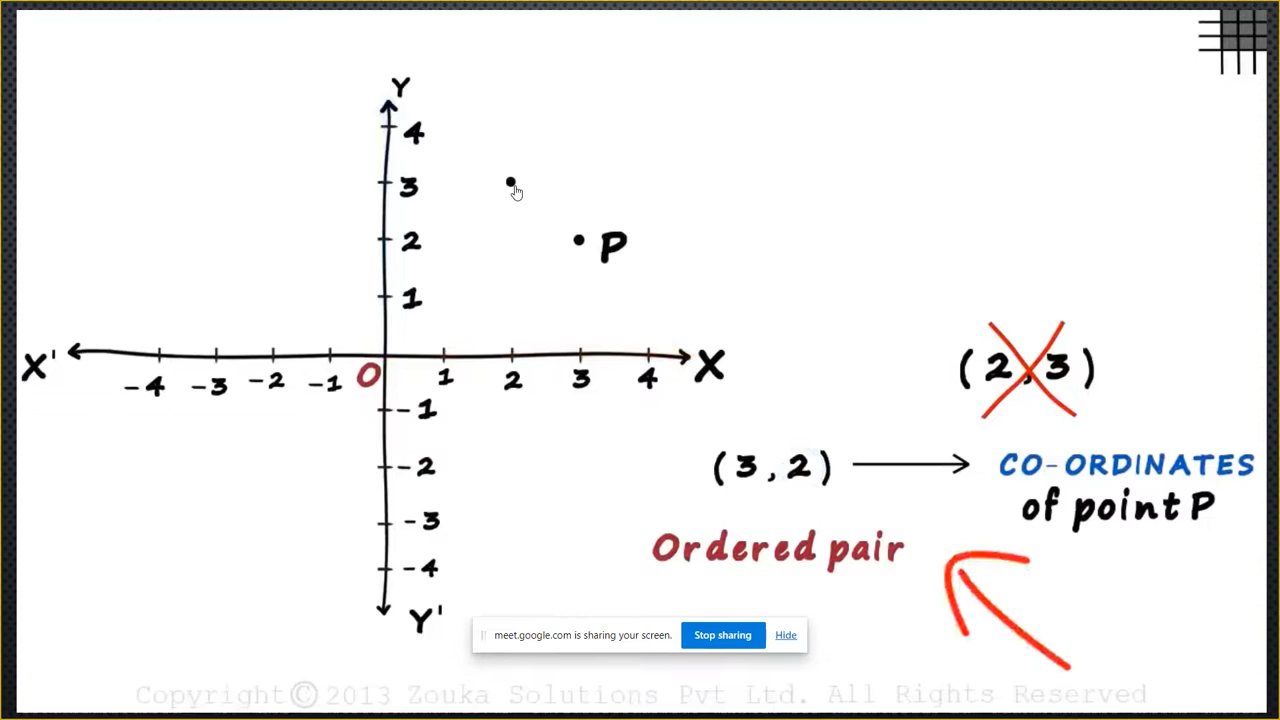 Y
4
3
2
P
1
X' -4 -3 -2 -1 O 1 2 3 4 X
-1
-2
-3
-4
Y'
(2,3)
(3,2) CO-ORDINATES
of point P
Ordered pair
meet.google.com is sharing your screen. Stop sharing Hide
Copyright© 2013 Zouka Solutions Pvt Ltd. All Rights Reserved